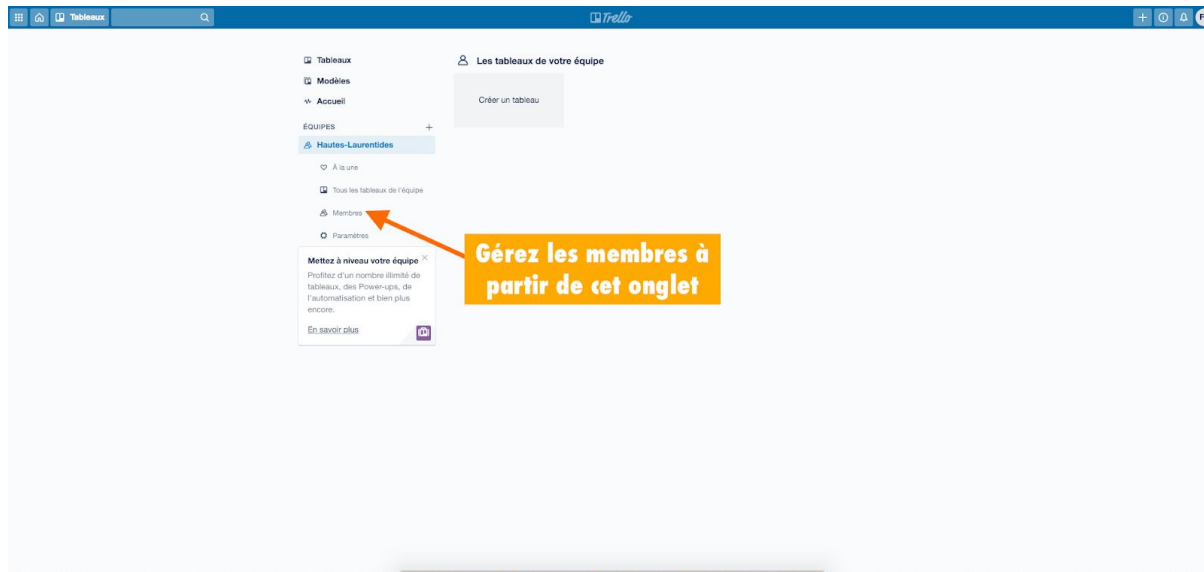 Tableaux
Trello
F
Tableaux
Modèles
Accueil
ÉQUIPES
Hautes-Laurentides
À la une
Tous les tableaux de l'équipe
Membres
Paramètres
Mettez à niveau votre équipe
Profitez d'un nombre illimité de
tableaux, des Power-ups, de
l'automatisation et bien plus
encore.
En savoir plus
Les tableaux de votre équipe
Créer un tableau
Gérez les membres à
partir de cet onglet